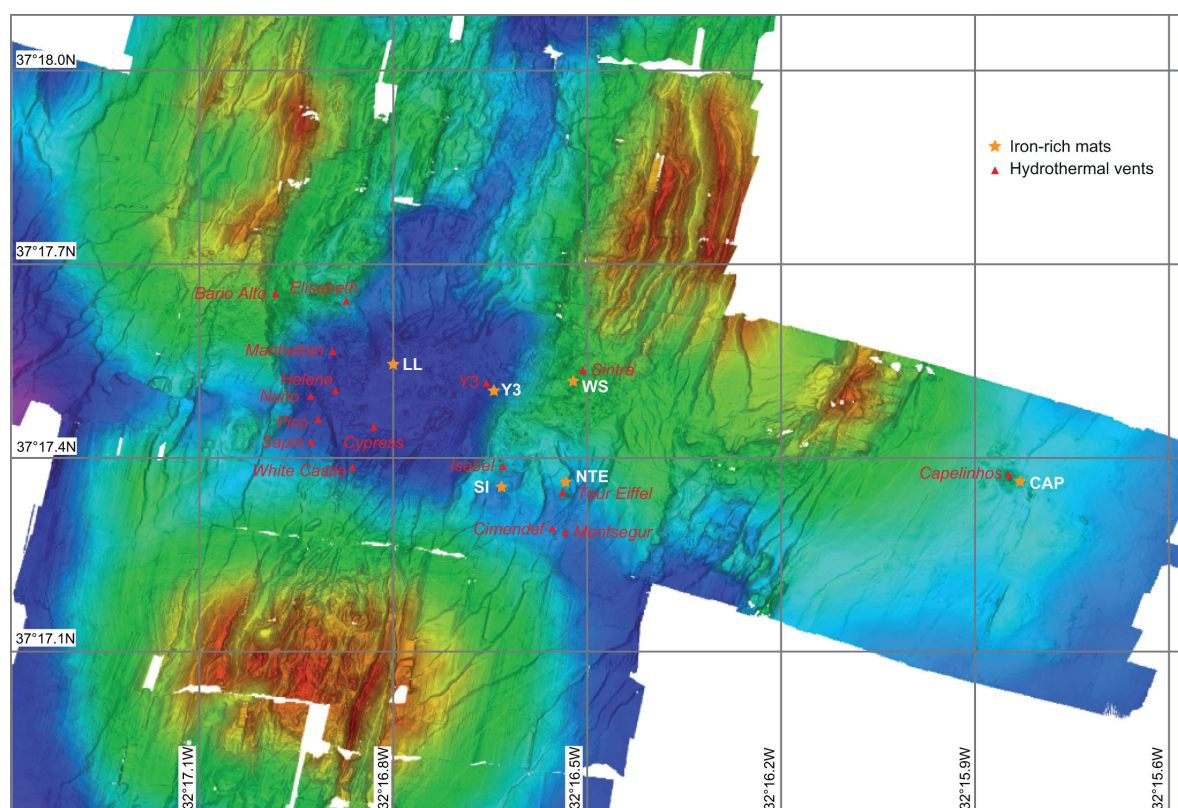 37°18.0N
Iron-rich mats
Hydrothermal vents
37°17.7N
Bario Alto
Elisabeth
Manhattan
LL
Sintra
WS
Y3
Y3
Helene
Nuno
Pico
Sapin
Cypress
37°17.4N
White Castle
Isabel
SI
NTE
Tour Eiffel
Capelinhos
CAP
Cimendef
Montsegur
37°17.1N
32°17.1W
32°16.8W
32°16.5W
32°16.2W
32°15.9W
32°15.6W